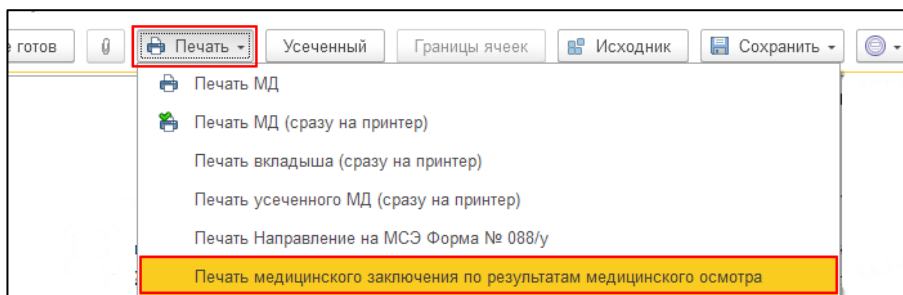 готов Печать Усеченный Границы ячеек Исходник Сохранить
Печать МД
Печать МД (сразу на принтер)
Печать вкладыша (сразу на принтер)
Печать усеченного МД (сразу на принтер)
Печать Направление на МСЭ Форма № 088/у
Печать медицинского заключения по результатам медицинского осмотра